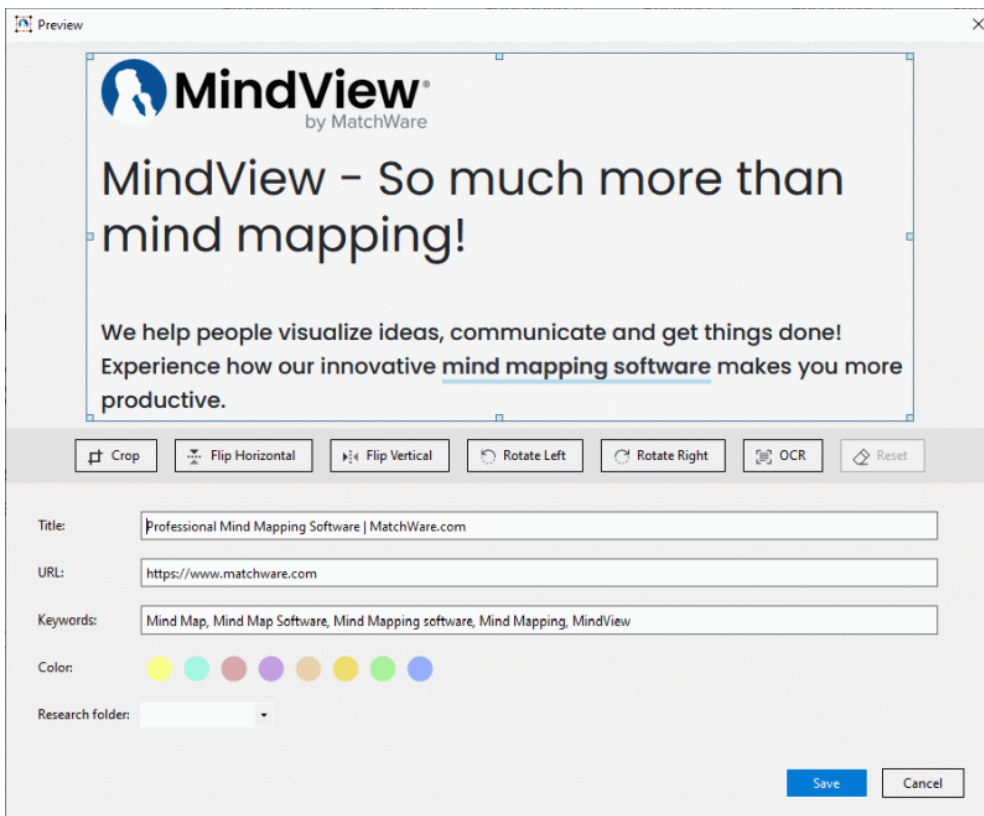 Preview
MindView®
by MatchWare
MindView - So much more than
mind mapping!
We help people visualize ideas, communicate and get things done!
Experience how our innovative mind mapping software makes you more
productive.
Crop Flip Horizontal Flip Vertical Rotate Left Rotate Right OCR Reset
Title: Professional Mind Mapping Software | MatchWare.com
URL: https://www.matchware.com
Keywords: Mind Map, Mind Map Software, Mind Mapping software, Mind Mapping, MindView
Color:
Research folder:
Save Cancel